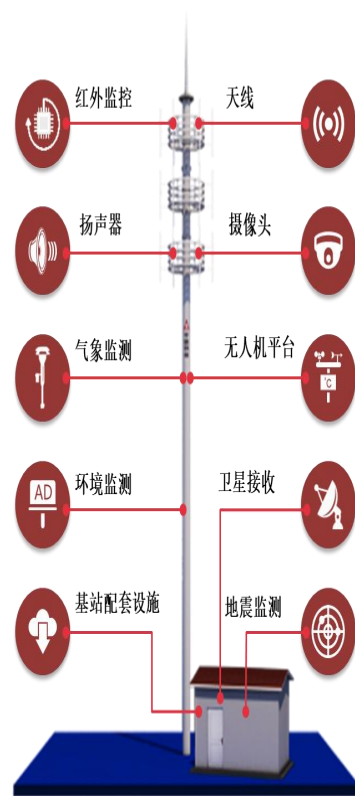 红外监控
天线
扬声器
摄像头
气象监测
无人机平台
℃
环境监测
卫星接收
AD
基站配套设施
地震监测